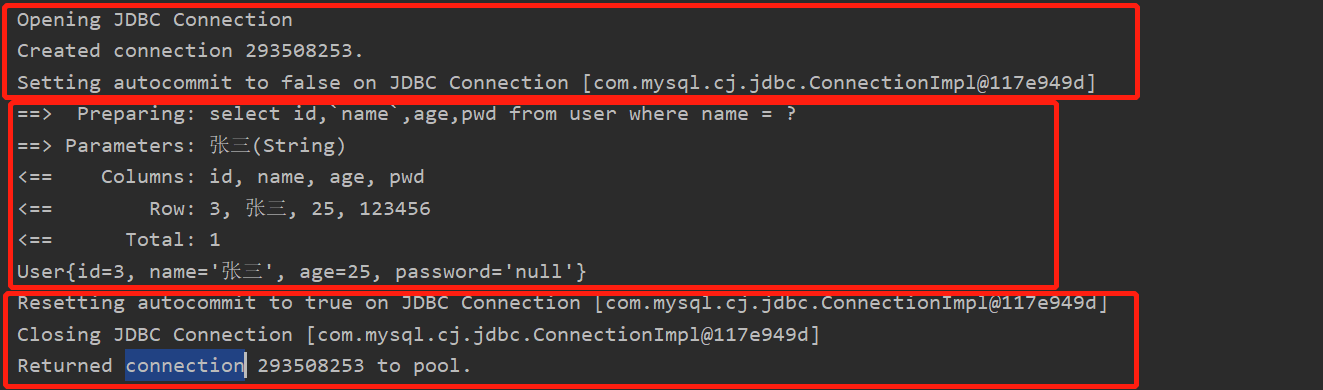 Opening JDBC Connection
Created connection 293508253.
Setting autocommit to false on JDBC Connection [com.mysql.cj.jdbc.ConnectionImpl@117e949d]
==>  Preparing: select id,`name`,age,pwd from user where name = ?
==> Parameters: 张三(String)
<==    Columns: id, name, age, pwd
<==        Row: 3, 张三, 25, 123456
<==      Total: 1
User{id=3, name='张三', age=25, password='null'}
Resetting autocommit to true on JDBC Connection [com.mysql.cj.jdbc.ConnectionImpl@117e949d]
Closing JDBC Connection [com.mysql.cj.jdbc.ConnectionImpl@117e949d]
Returned connection 293508253 to pool.